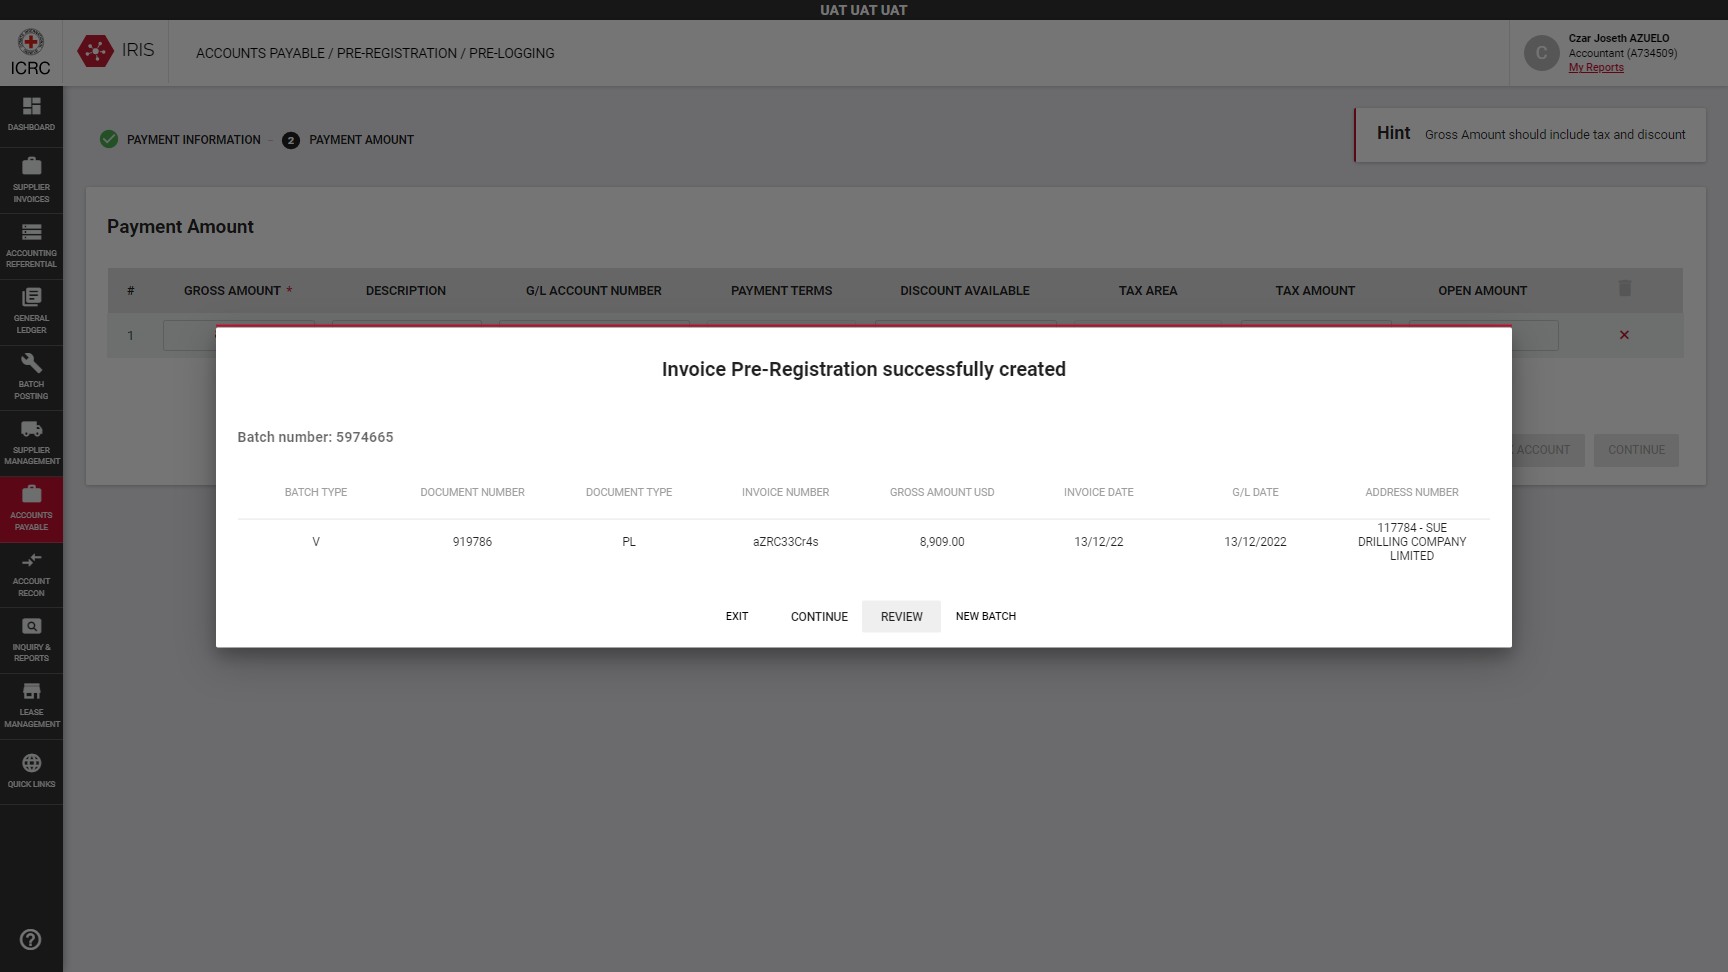 UAT UAT UAT
ICRC
IRIS
ACCOUNTS PAYABLE / PRE-REGISTRATION / PRE-LOGGING
C
Czar Joseth AZUELO
Accountant (A734509)
My Reports
DASHBOARD
SUPPLIER
INVOICES
ACCOUNTING
REFERENTIAL
GENERAL
LEDGER
BATCH
POSTING
SUPPLIER
MANAGEMENT
ACCOUNTS
PAYABLE
ACCOUNT
RECON
INQUIRY &
REPORTS
LEASE
MANAGEMENT
QUICK LINKS
PAYMENT INFORMATION - 2 PAYMENT AMOUNT
Hint Gross Amount should include tax and discount
Payment Amount
# GROSS AMOUNT * DESCRIPTION G/L ACCOUNT NUMBER PAYMENT TERMS DISCOUNT AVAILABLE TAX AREA TAX AMOUNT OPEN AMOUNT
1
ACCOUNT CONTINUE
Invoice Pre-Registration successfully created
Batch number: 5974665
BATCH TYPE DOCUMENT NUMBER DOCUMENT TYPE INVOICE NUMBER GROSS AMOUNT USD INVOICE DATE G/L DATE ADDRESS NUMBER
V 919786 PL aZRC33Cr4s 8,909.00 13/12/22 13/12/2022 117784 - SUE
DRILLING COMPANY
LIMITED
EXIT CONTINUE REVIEW NEW BATCH